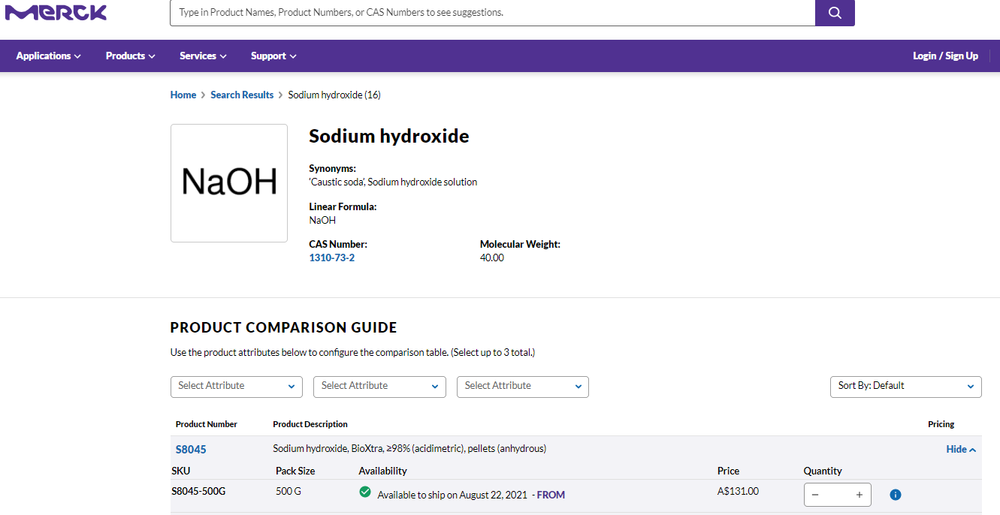 MERCK
Type in Product Names, Product Numbers, or CAS Numbers to see suggestions.
Applications Products Services Support Login / Sign Up
Home > Search Results > Sodium hydroxide (16)
NaOH
Sodium hydroxide
Synonyms:
'Caustic soda', Sodium hydroxide solution
Linear Formula:
NaOH
CAS Number: Molecular Weight:
1310-73-2 40.00
PRODUCT COMPARISON GUIDE
Use the product attributes below to configure the comparison table. (Select up to 3 total.)
Select Attribute Select Attribute Select Attribute Sort By: Default
Product Number Product Description Pricing
S8045 Sodium hydroxide, BioXtra, ≥98% (acidimetric), pellets (anhydrous) Hide
SKU Pack Size Availability Price Quantity
S8045-500G 500 G Available to ship on August 22, 2021 - FROM A$131.00 − +